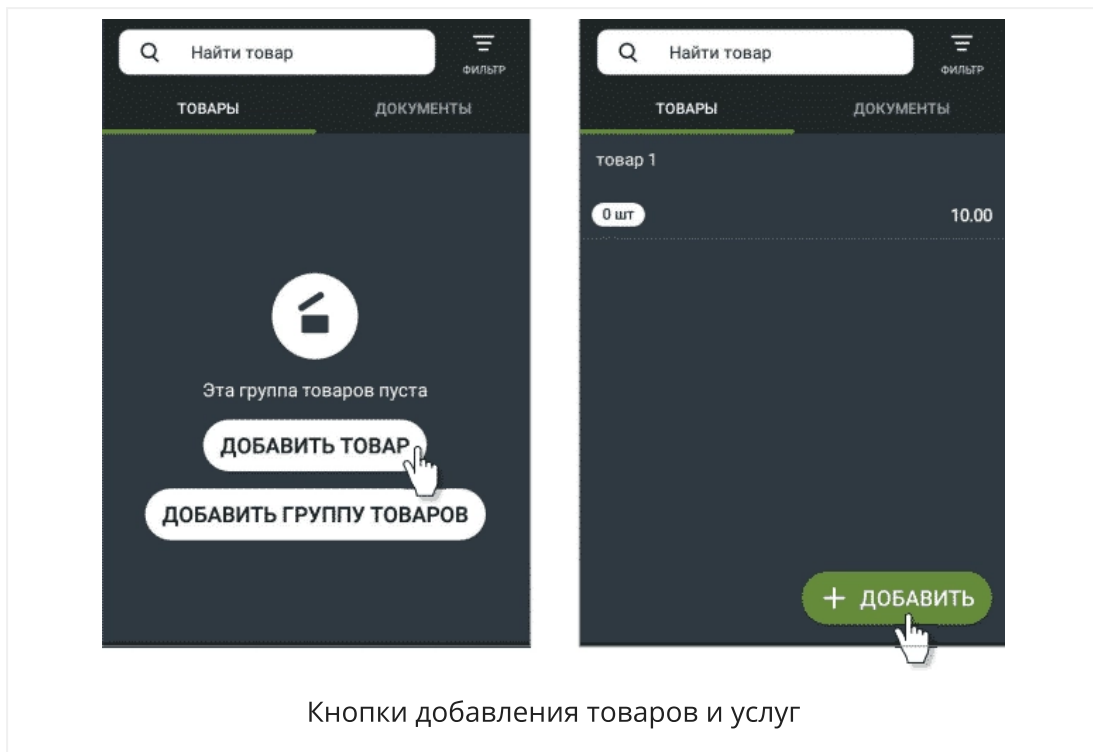 Найти товар
ФИЛЬТР
ТОВАРЫ
ДОКУМЕНТЫ
Эта группа товаров пуста
ДОБАВИТЬ ТОВАР
ДОБАВИТЬ ГРУППУ ТОВАРОВ
Найти товар
ФИЛЬТР
ТОВАРЫ
ДОКУМЕНТЫ
товар 1
0 шт
10.00
+ ДОБАВИТЬ
Кнопки добавления товаров и услуг